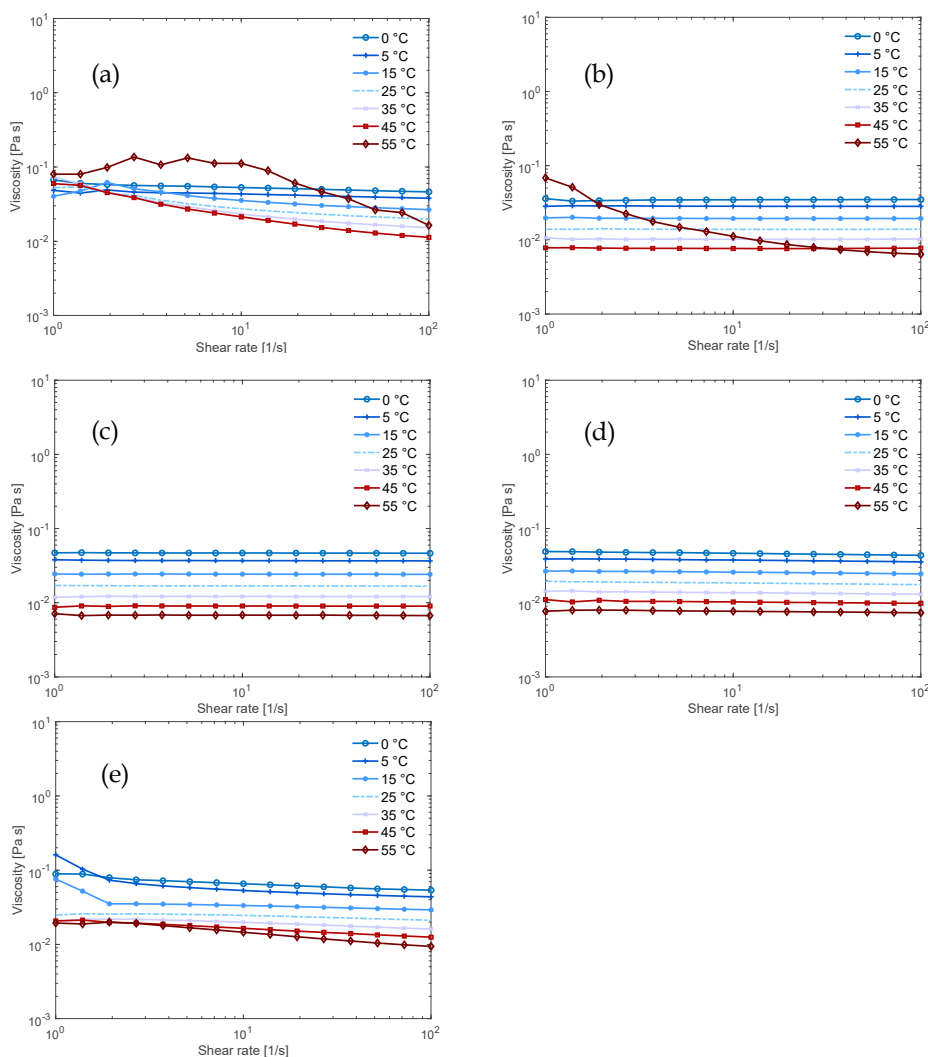 10^1
0 °C
5 °C
15 °C
25 °C
35 °C
45 °C
55 °C
(a)
10^0
Viscosity [Pa s]
10^-1
10^-2
10^-3
10^0
10^1
10^2
Shear rate [1/s]
10^1
0 °C
5 °C
15 °C
25 °C
35 °C
45 °C
55 °C
(b)
10^0
Viscosity [Pa s]
10^-1
10^-2
10^-3
10^0
10^1
10^2
Shear rate [1/s]
10^1
0 °C
5 °C
15 °C
25 °C
35 °C
45 °C
55 °C
(c)
10^0
Viscosity [Pa s]
10^-1
10^-2
10^-3
10^0
10^1
10^2
Shear rate [1/s]
10^1
0 °C
5 °C
15 °C
25 °C
35 °C
45 °C
55 °C
(d)
10^0
Viscosity [Pa s]
10^-1
10^-2
10^-3
10^0
10^1
10^2
Shear rate [1/s]
10^1
0 °C
5 °C
15 °C
25 °C
35 °C
45 °C
55 °C
(e)
10^0
Viscosity [Pa s]
10^-1
10^-2
10^-3
10^0
10^1
10^2
Shear rate [1/s]